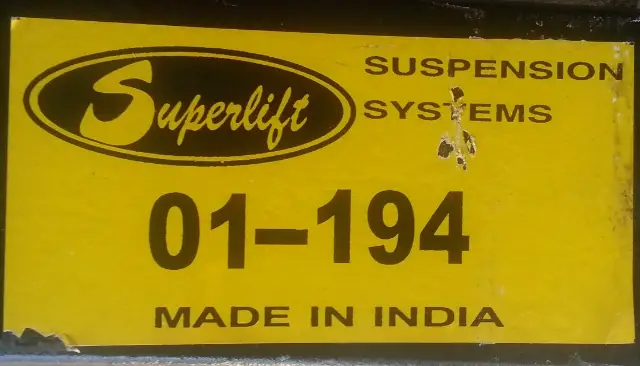 Superlift
SUSPENSION
SYSTEMS
01-194
MADE IN INDIA